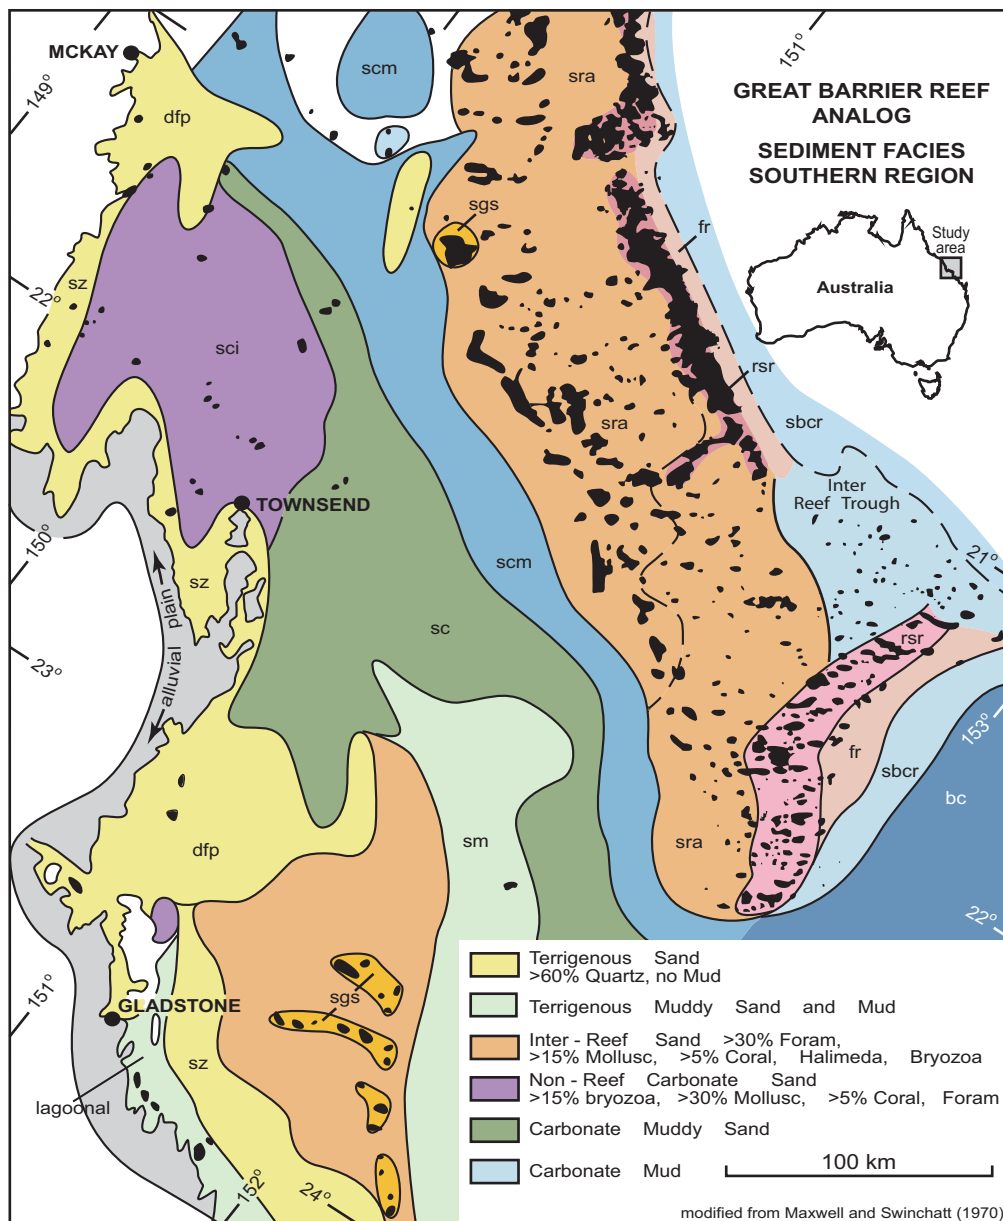 MCKAY
149°
dfp
scm
sra
151°
GREAT BARRIER REEF
ANALOG
SEDIMENT FACIES
SOUTHERN REGION
sgs
fr
Study
area
Australia
sz
22°
sci
rsr
sra
sbcr
Inter
Reef Trough
TOWNSEND
150°
scm
21°
sz
alluvial plain
sc
rsr
23°
153°
fr
sbcr
bc
dfp
sm
sra
22°
151°
GLADSTONE
sgs
sz
lagoonal
152°
24°
Terrigenous Sand
>60% Quartz, no Mud
Terrigenous Muddy Sand and Mud
Inter - Reef Sand >30% Foram,
>15% Mollusc, >5% Coral, Halimeda, Bryozoa
Non - Reef Carbonate Sand
>15% bryozoa, >30% Mollusc, >5% Coral, Foram
Carbonate Muddy Sand
Carbonate Mud
100 km
modified from Maxwell and Swinchatt (1970)